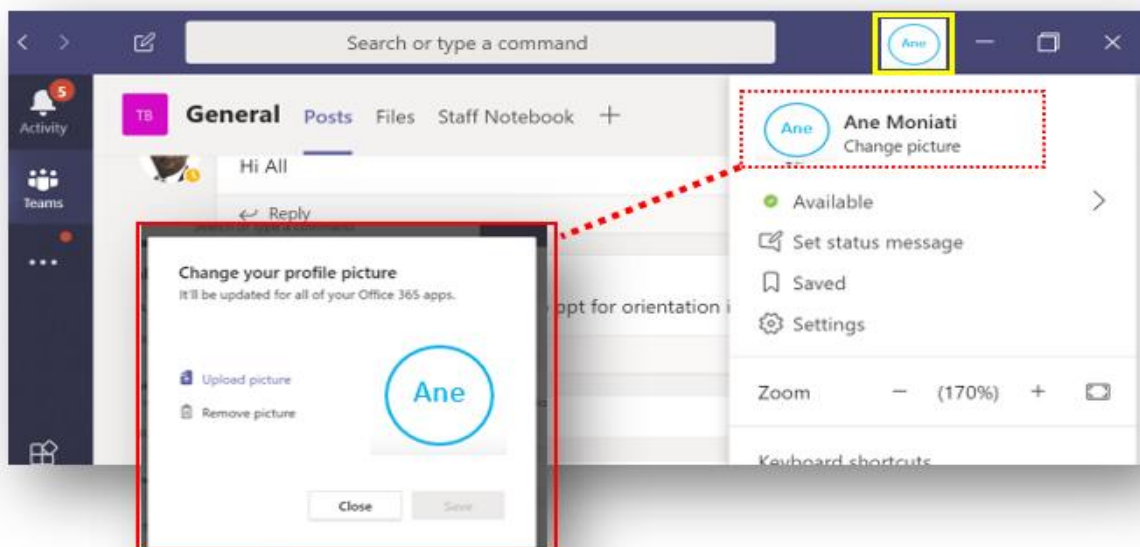 Search or type a command
Ane
5
Activity
TB
General Posts Files Staff Notebook
Ane
Ane Moniati
Change picture
Hi All
Teams
Reply
Available
Set status message
Saved
Settings
Change your profile picture
It'll be updated for all of your Office 365 apps.
ppt for orientation i
Upload picture
Remove picture
Ane
Zoom − (170%) +
Close Save
Keyboard shortcuts